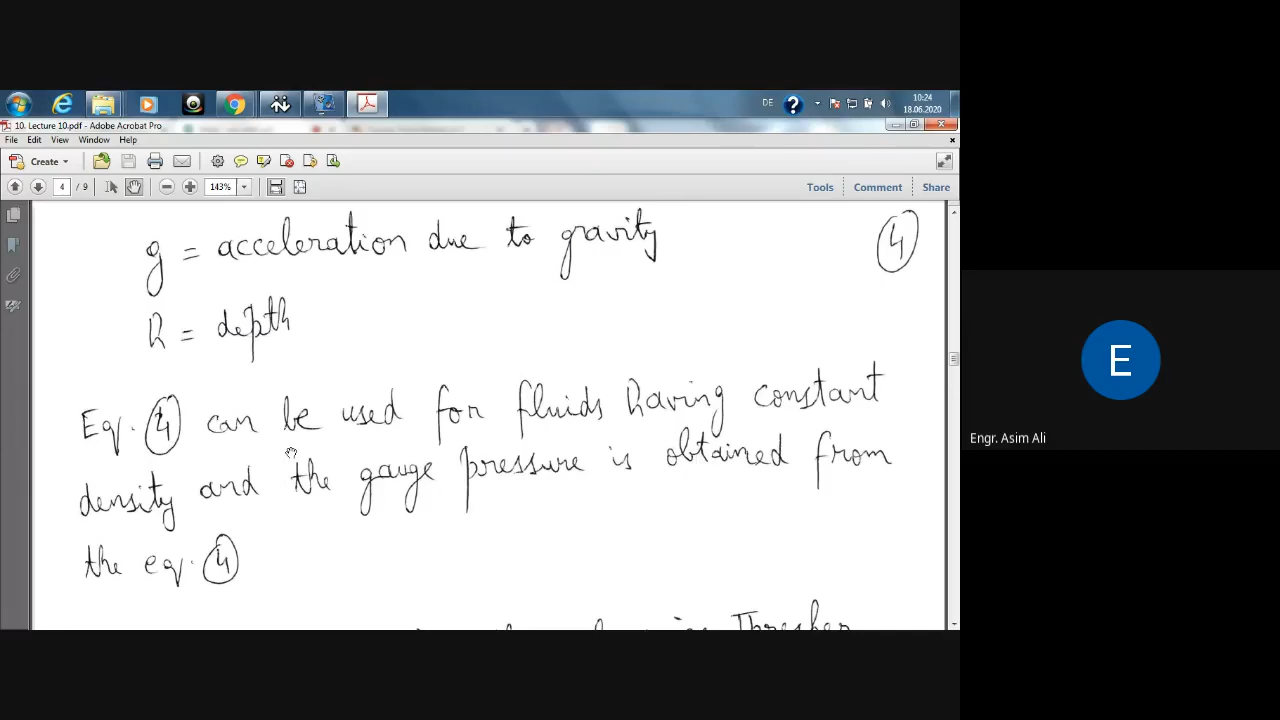 DE
10:24
18.06.2020
10. Lecture 10.pdf - Adobe Acrobat Pro
File Edit View Window Help
Create
4 / 9 143% Tools Comment Share
g = acceleration due to gravity
4
h = depth
Eq. 4 can be used for fluids having constant
density and the gauge pressure is obtained from
the eq. 4
Thresher
E
Engr. Asim Ali